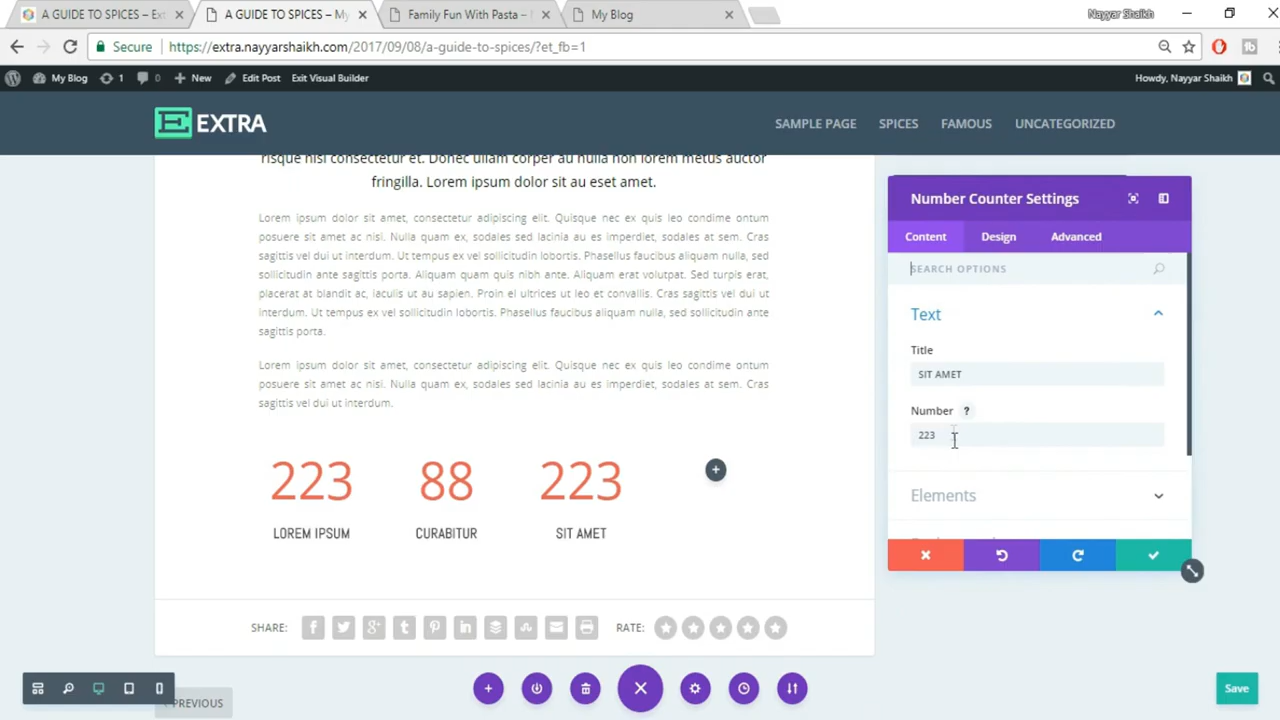 A GUIDE TO SPICES – Ext
A GUIDE TO SPICES – My
Family Fun With Pasta –
My Blog
Nayyar Shaikh
Secure
https://extra.nayyarshaikh.com/2017/09/08/a-guide-to-spices/?et_fb=1
My Blog
1
0
New
Edit Post
Exit Visual Builder
Howdy, Nayyar Shaikh
E EXTRA
SAMPLE PAGE
SPICES
FAMOUS
UNCATEGORIZED
risque nisi consectetur et. Donec ullam corper au nulla non lorem metus auctor
fringilla. Lorem ipsum dolor sit au eset amet.
Lorem ipsum dolor sit amet, consectetur adipiscing elit. Quisque nec ex quis leo condime ontum
posuere sit amet ac nisi. Nulla quam ex, sodales sed lacinia au es imperdiet, sodales at sem. Cras
sagittis vel dui ut interdum. Ut tempus ex vel sollicitudin lobortis. Phasellus faucibus aliquam nulla, sed
sollicitudin ante sagittis porta. Aliquam quam quis nibh ante. Aliquam erat volutpat. Sed turpis erat,
placerat at blandit ac, iaculis ut au sapien. Proin el ultrices ut leo et convallis. Cras sagittis vel dui
interdum. Ut tempus ex vel sollicitudin lobortis. Phasellus faucibus aliquam nulla, sed sollicitudin ante
sagittis porta.
Lorem ipsum dolor sit amet, consectetur adipiscing elit. Quisque nec ex quis leo condime ontum
posuere sit amet ac nisi. Nulla quam ex, sodales sed lacinia au es imperdiet, sodales at sem. Cras
sagittis vel dui ut interdum.
223
88
223
LOREM IPSUM
CURABITUR
SIT AMET
SHARE:
RATE:
PREVIOUS
Number Counter Settings
Content
Design
Advanced
SEARCH OPTIONS
Text
Title
SIT AMET
Number ?
223
Elements
Save